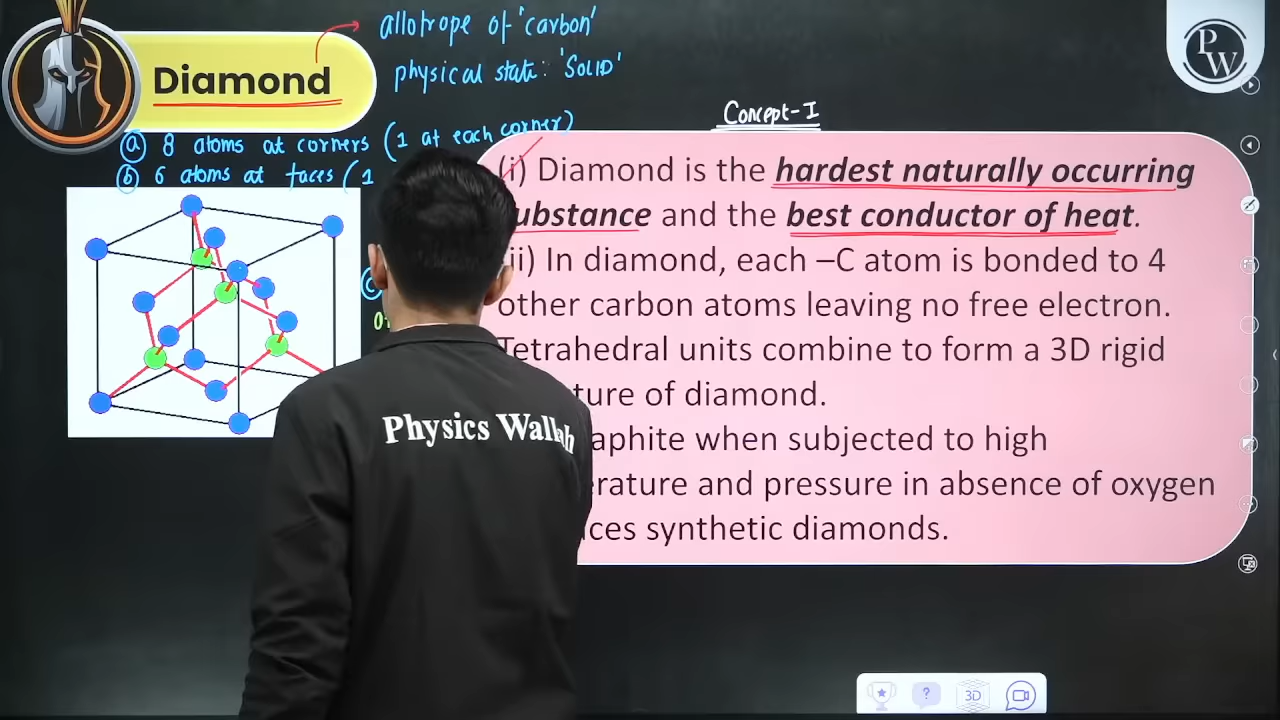 allotrope of 'carbon'
Diamond
physical state: 'SOLID'
PW
Concept-I
(a) 8 atoms at corners (1 at each corner)
(b) 6 atoms at faces (1
(i) Diamond is the hardest naturally occurring
ubstance and the best conductor of heat.
ii) In diamond, each –C atom is bonded to 4
other carbon atoms leaving no free electron.
Tetrahedral units combine to form a 3D rigid
ture of diamond.
aphite when subjected to high
erature and pressure in absence of oxygen
ces synthetic diamonds.
(c)
Physics Wallah
?
3D